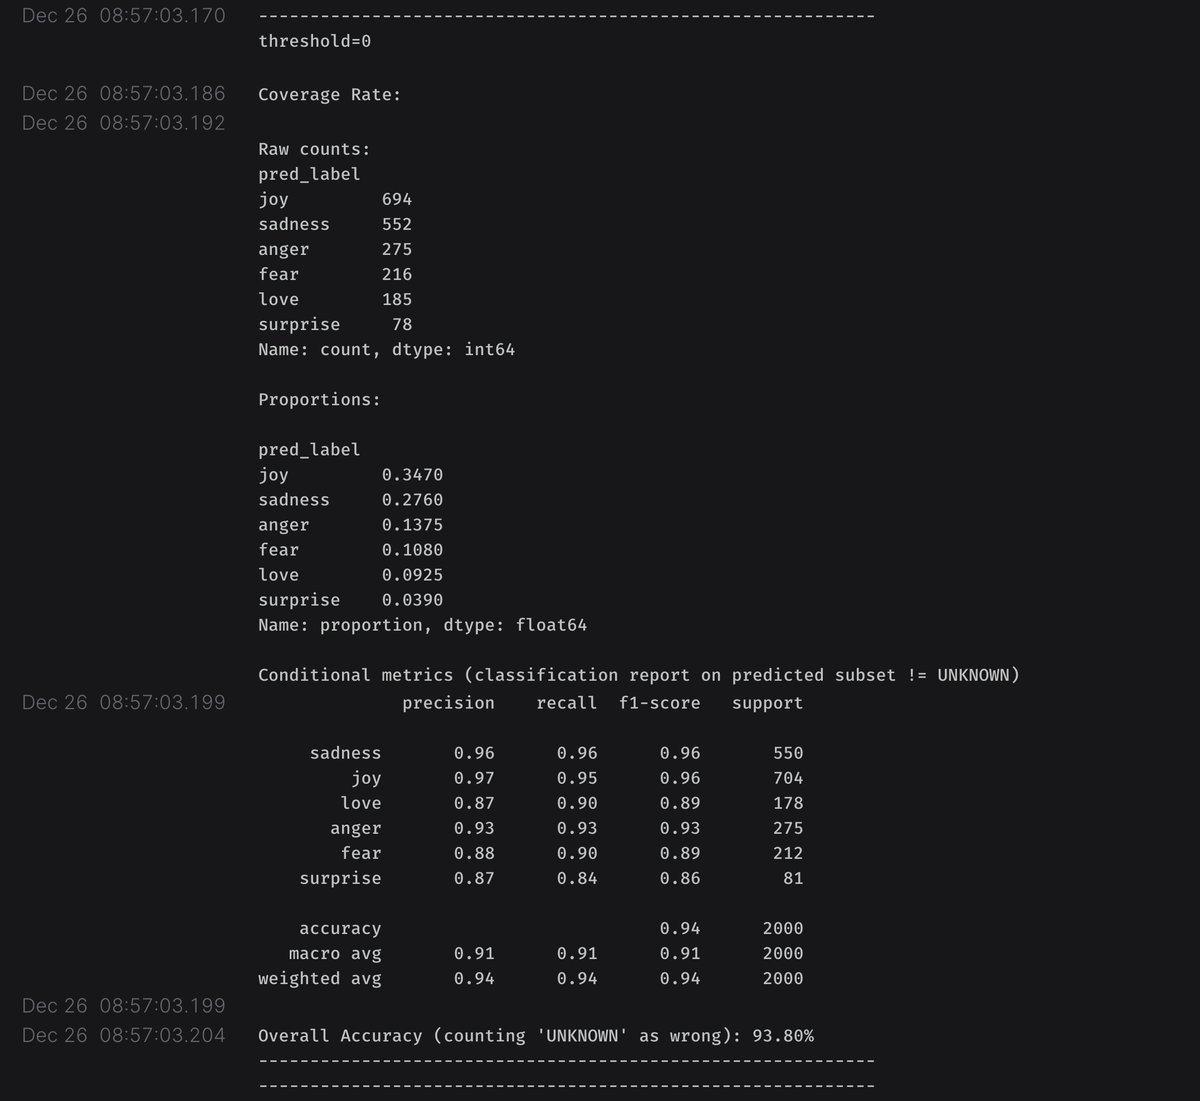 Dec 26 08:57:03.170 ------------------------------------------------------------
threshold=0
Dec 26 08:57:03.186 Coverage Rate:
Dec 26 08:57:03.192
Raw counts:
pred_label
joy 694
sadness 552
anger 275
fear 216
love 185
surprise 78
Name: count, dtype: int64
Proportions:
pred_label
joy 0.3470
sadness 0.2760
anger 0.1375
fear 0.1080
love 0.0925
surprise 0.0390
Name: proportion, dtype: float64
Conditional metrics (classification report on predicted subset != UNKNOWN)
Dec 26 08:57:03.199 precision recall f1-score support
sadness 0.96 0.96 0.96 550
joy 0.97 0.95 0.96 704
love 0.87 0.90 0.89 178
anger 0.93 0.93 0.93 275
fear 0.88 0.90 0.89 212
surprise 0.87 0.84 0.86 81
accuracy 0.94 2000
macro avg 0.91 0.91 0.91 2000
weighted avg 0.94 0.94 0.94 2000
Dec 26 08:57:03.199
Dec 26 08:57:03.204 Overall Accuracy (counting 'UNKNOWN' as wrong): 93.80%
------------------------------------------------------------
------------------------------------------------------------